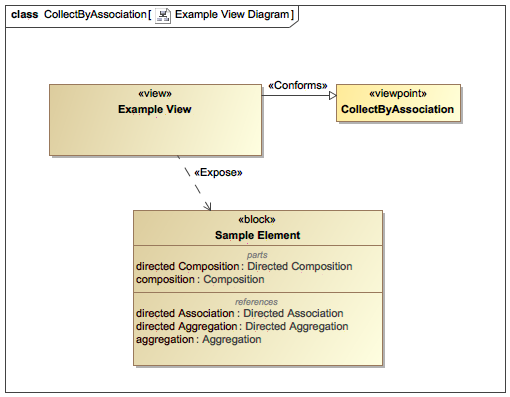 class CollectByAssociation[ Example View Diagram ]
«view»
Example View
«Conforms»
«viewpoint»
CollectByAssociation
«Expose»
«block»
Sample Element
parts
directed Composition : Directed Composition
composition : Composition
references
directed Association : Directed Association
directed Aggregation : Directed Aggregation
aggregation : Aggregation